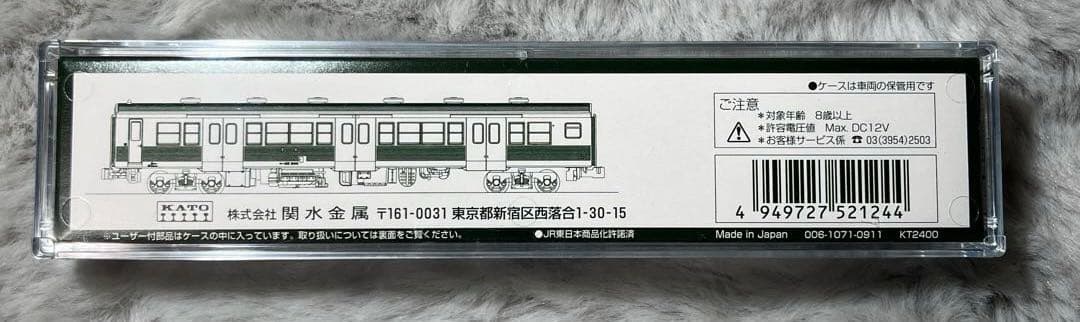 ●ケースは車両の保管用です
ご注意
＊対象年齢 8歳以上
＊許容電圧値 Max. DC12V
＊お客様サービス係 ☎ 03(3954)2503
4 949727 521244
KATO
株式会社 関水金属 〒161-0031 東京都新宿区西落合1-30-15
※ユーザー付部品はケースの中に入っています。取り扱いについては裏面をご覧ください。
●JR東日本商品化許諾済
Made in Japan 006-1071-0911 KT2400